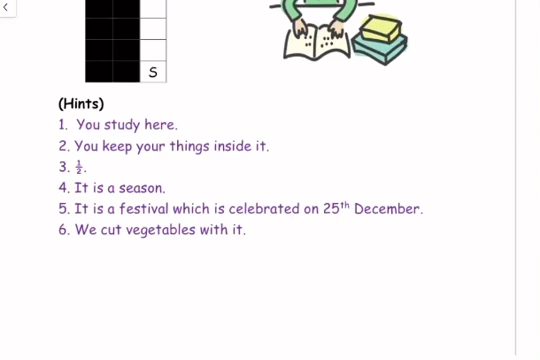 S
(Hints)
1. You study here.
2. You keep your things inside it.
3. ½.
4. It is a season.
5. It is a festival which is celebrated on 25th December.
6. We cut vegetables with it.